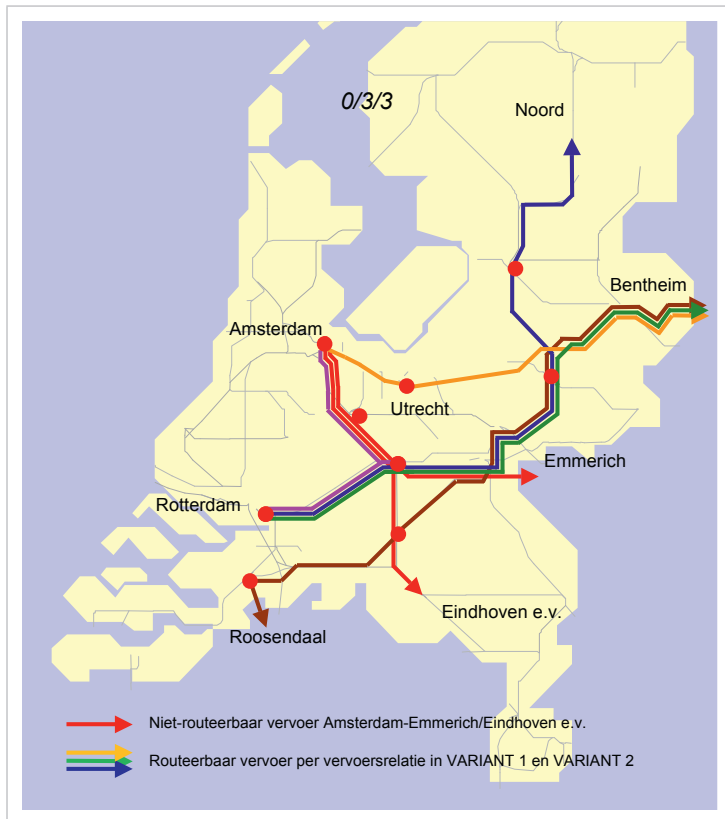 0/3/3
Noord
Bentheim
Amsterdam
Utrecht
Emmerich
Rotterdam
Eindhoven e.v.
Roosendaal
Niet-routeerbaar vervoer Amsterdam-Emmerich/Eindhoven e.v.
Routeerbaar vervoer per vervoersrelatie in VARIANT 1 en VARIANT 2